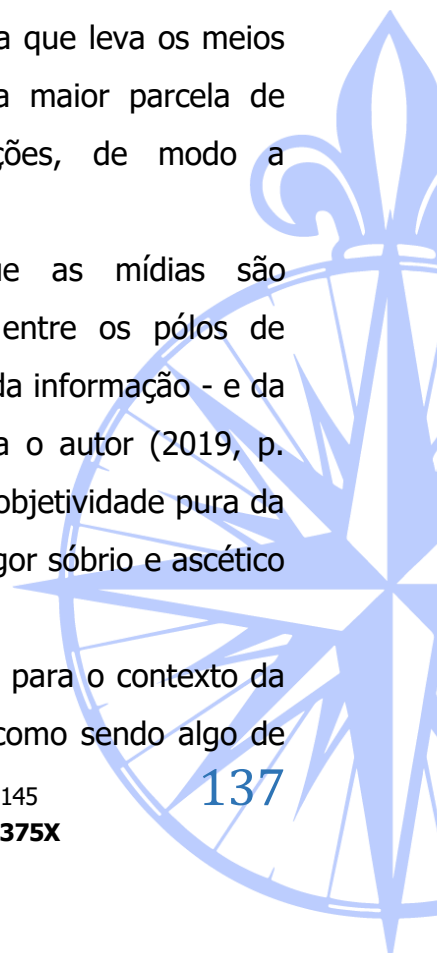 a que leva os meios
a maior parcela de
ções, de modo a
ue as mídias são
entre os pólos de
da informação - e da
a o autor (2019, p.
objetividade pura da
gor sóbrio e ascético
para o contexto da
como sendo algo de
145
137
375X